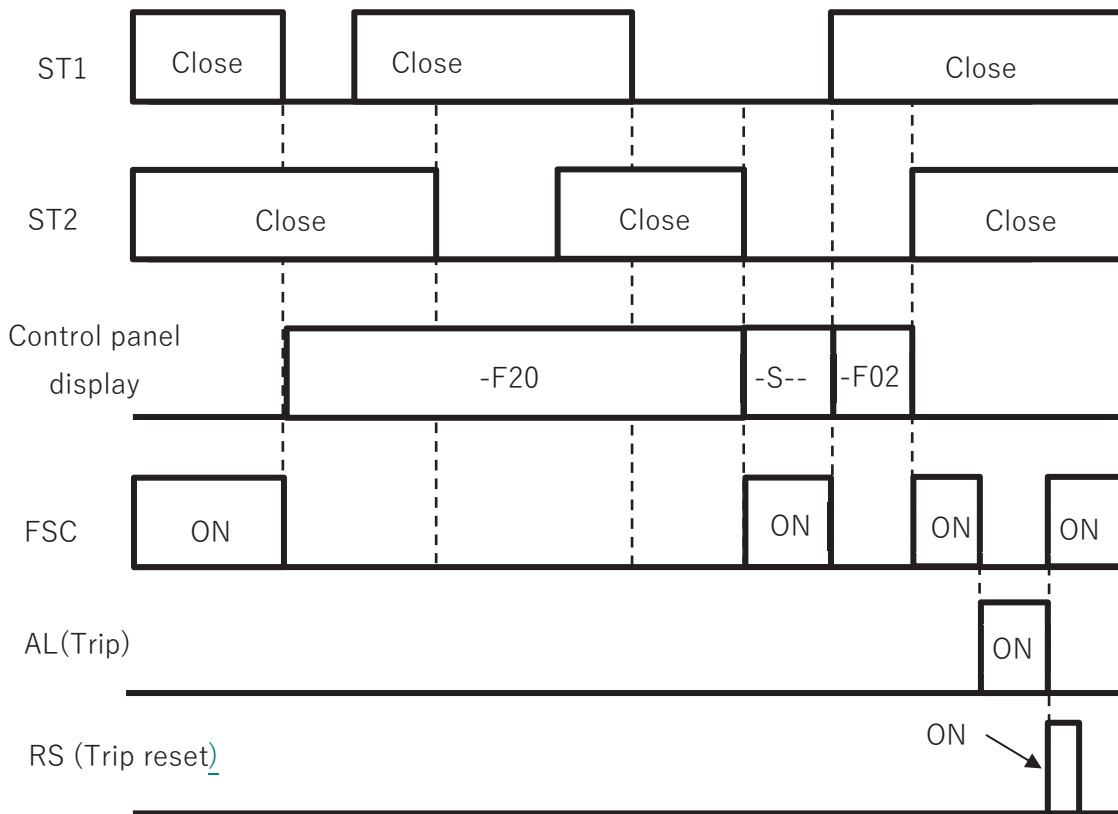 ST1
Close
Close
Close
ST2
Close
Close
Close
Control panel
display
-F20
-S--
-F02
FSC
ON
ON
ON
ON
AL(Trip)
ON
RS (Trip reset)
ON